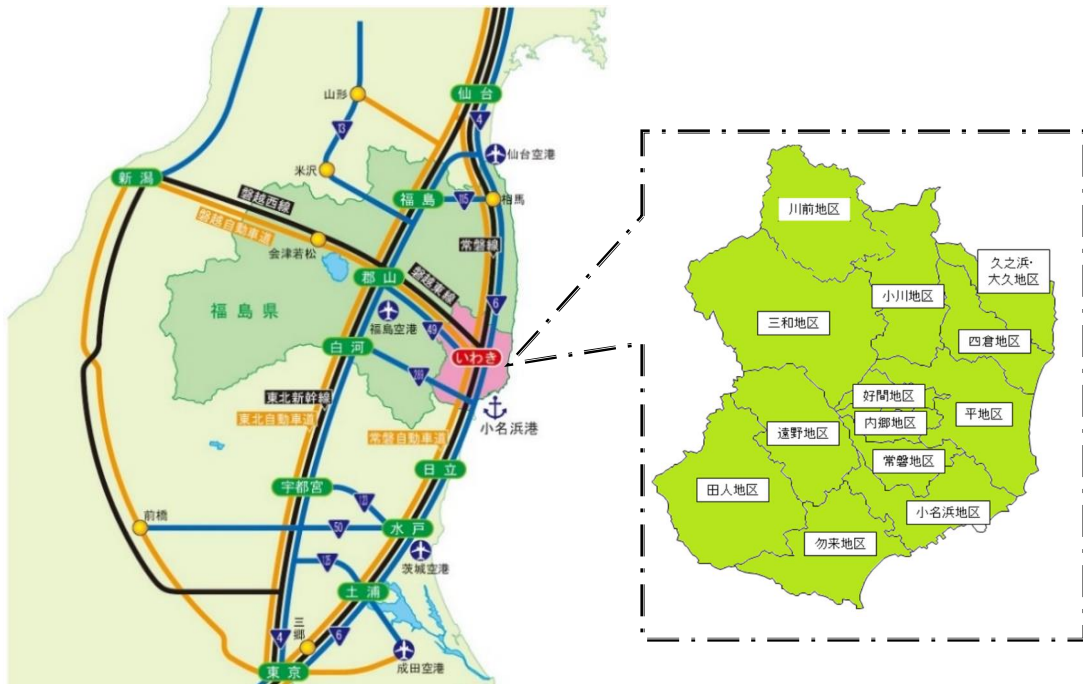 仙台
山形
13
4
仙台空港
米沢
新潟
磐越西線
福島
115
相馬
磐越自動車道
常磐線
会津若松
郡山
磐越東線
福島県
福島空港
49
6
白河
いわき
東北新幹線
小名浜港
東北自動車道
常磐自動車道
日立
宇都宮
前橋
50
水戸
茨城空港
土浦
三郷
4
6
成田空港
東京
川前地区
久之浜・
大久地区
小川地区
三和地区
四倉地区
好間地区
平地区
内郷地区
遠野地区
常磐地区
田人地区
小名浜地区
勿来地区